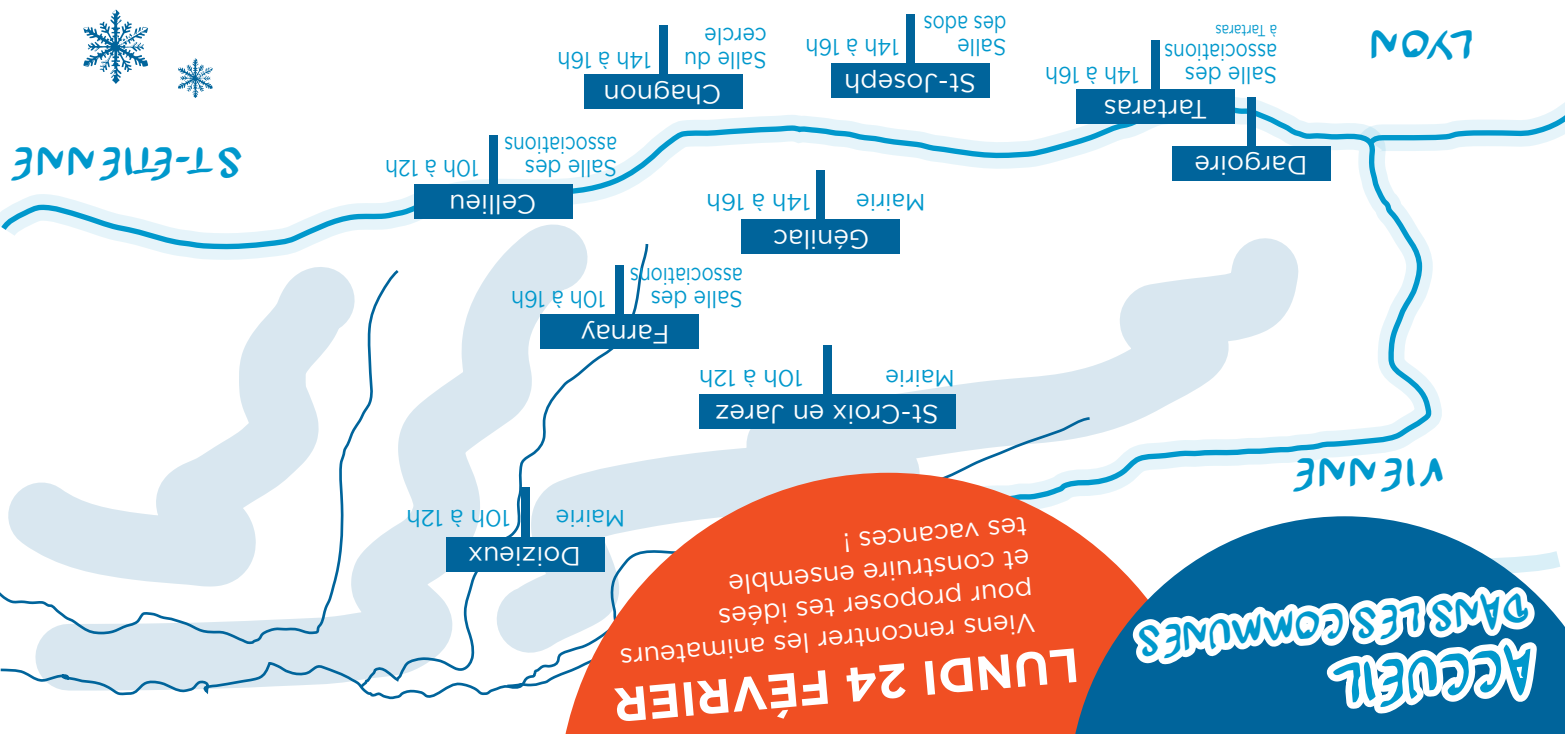 ACCUEIL
DANS LES COMMUNES
LUNDI 24 FÉVRIER
Viens rencontrer les animateurs
pour proposer tes idées
et construire ensemble
tes vacances !
Doizieux
Mairie
10h à 12h
VIENNE
St-Croix en Jarez
Mairie
10h à 12h
Farnay
Salle des
associations
10h à 16h
Génilac
Mairie
14h à 16h
Cellieu
Salle des
associations
10h à 12h
ST-ETIENNE
Dargoire
Tartaras
Salle des
associations
à Tartaras
14h à 16h
St-Joseph
Salle
des ados
14h à 16h
Chagnon
Salle du
cercle
14h à 16h
LYON